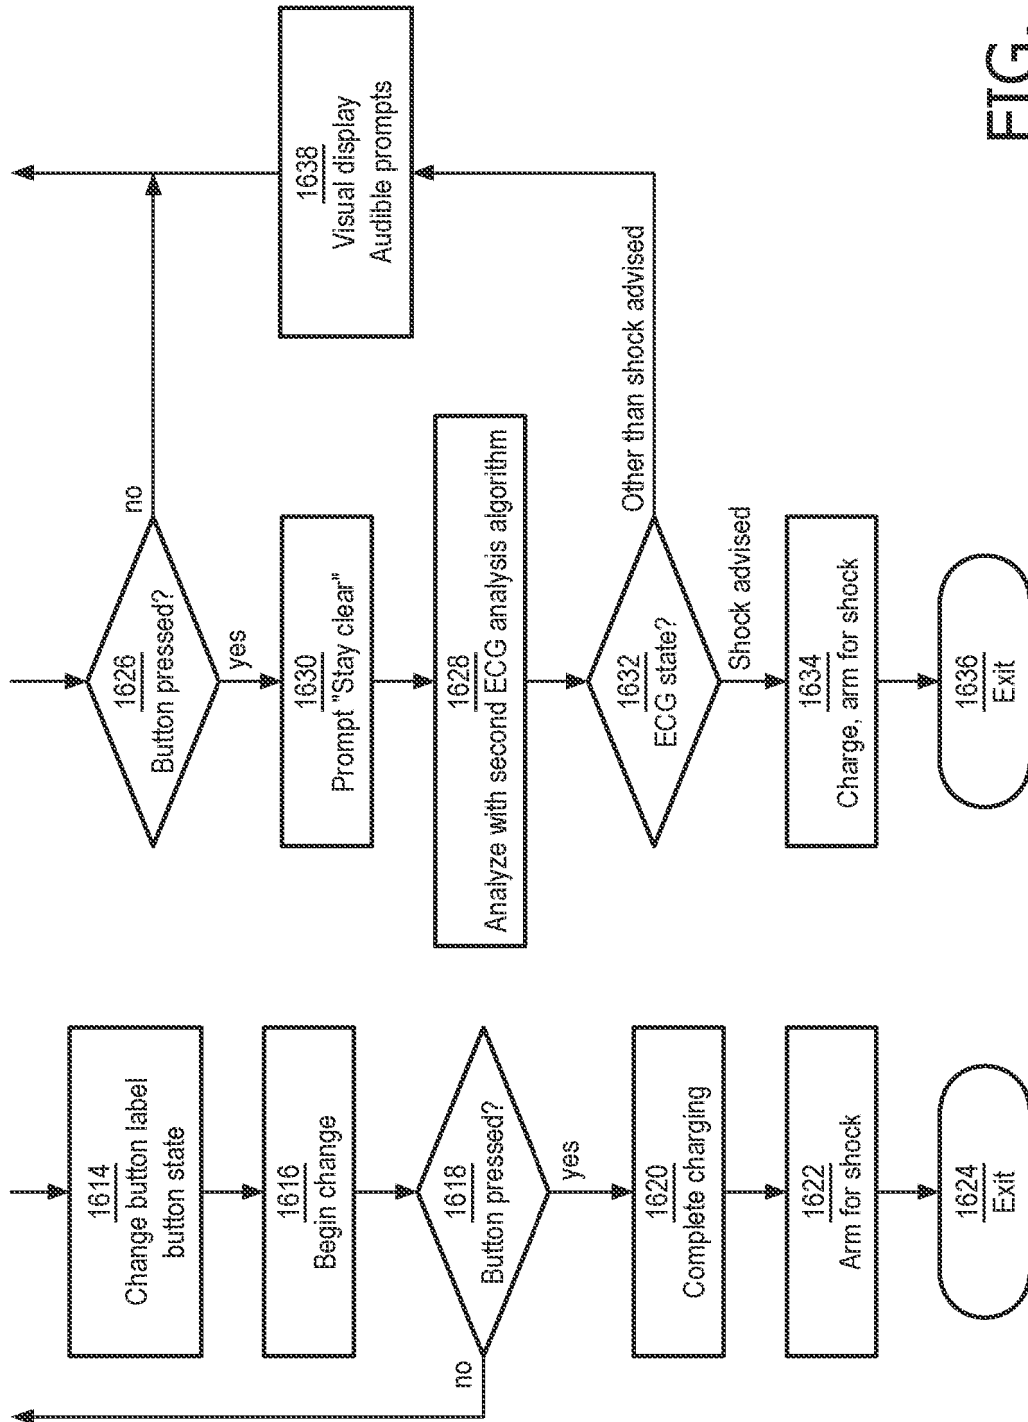 1614
Change button label
button state
1616
Begin change
1618
Button pressed?
no
yes
1620
Complete charging
1622
Arm for shock
1624
Exit
1626
Button pressed?
no
yes
1630
Prompt "Stay clear"
1628
Analyze with second ECG analysis algorithm
1632
ECG state?
Other than shock advised
Shock advised
1634
Charge, arm for shock
1636
Exit
1638
Visual display
Audible prompts
FIG.